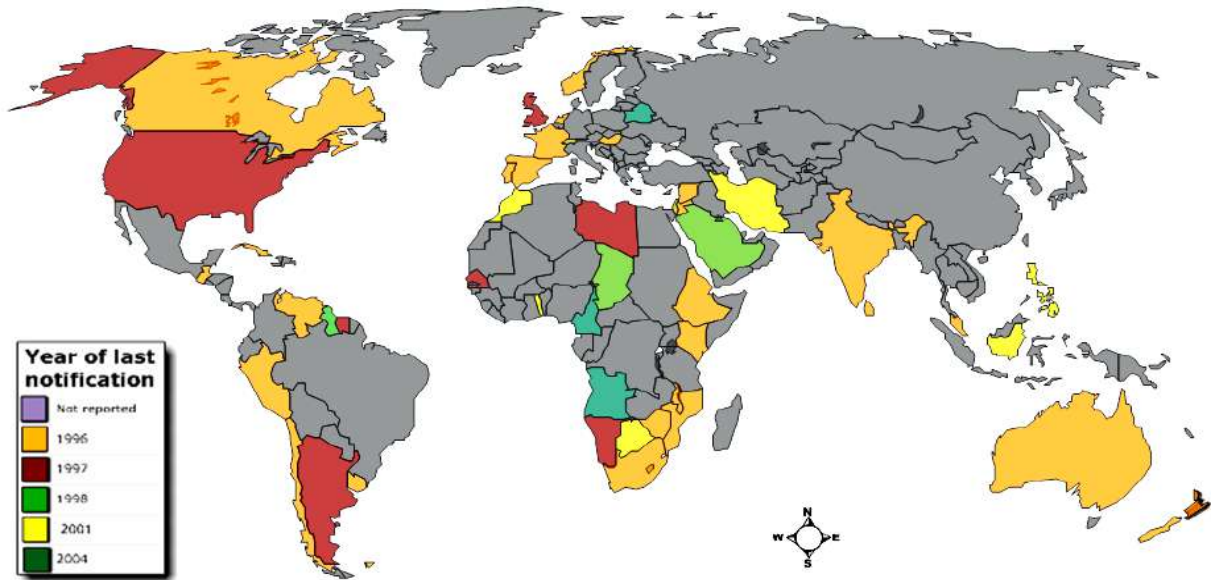 Year of last
notification
Not reported
1996
1997
1998
2001
2004
N
W E
S